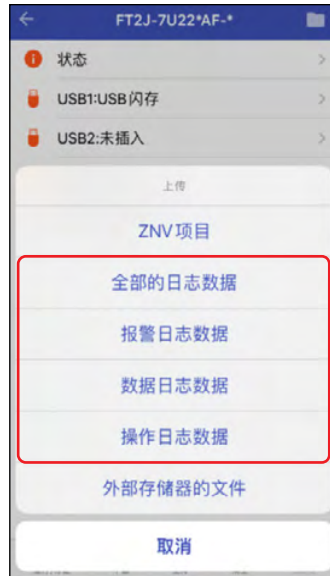 FT2J-7U22*AF-*
状态
USB1:USB闪存
USB2:未插入
上传
ZNV项目
全部的日志数据
报警日志数据
数据日志数据
操作日志数据
外部存储器的文件
取消